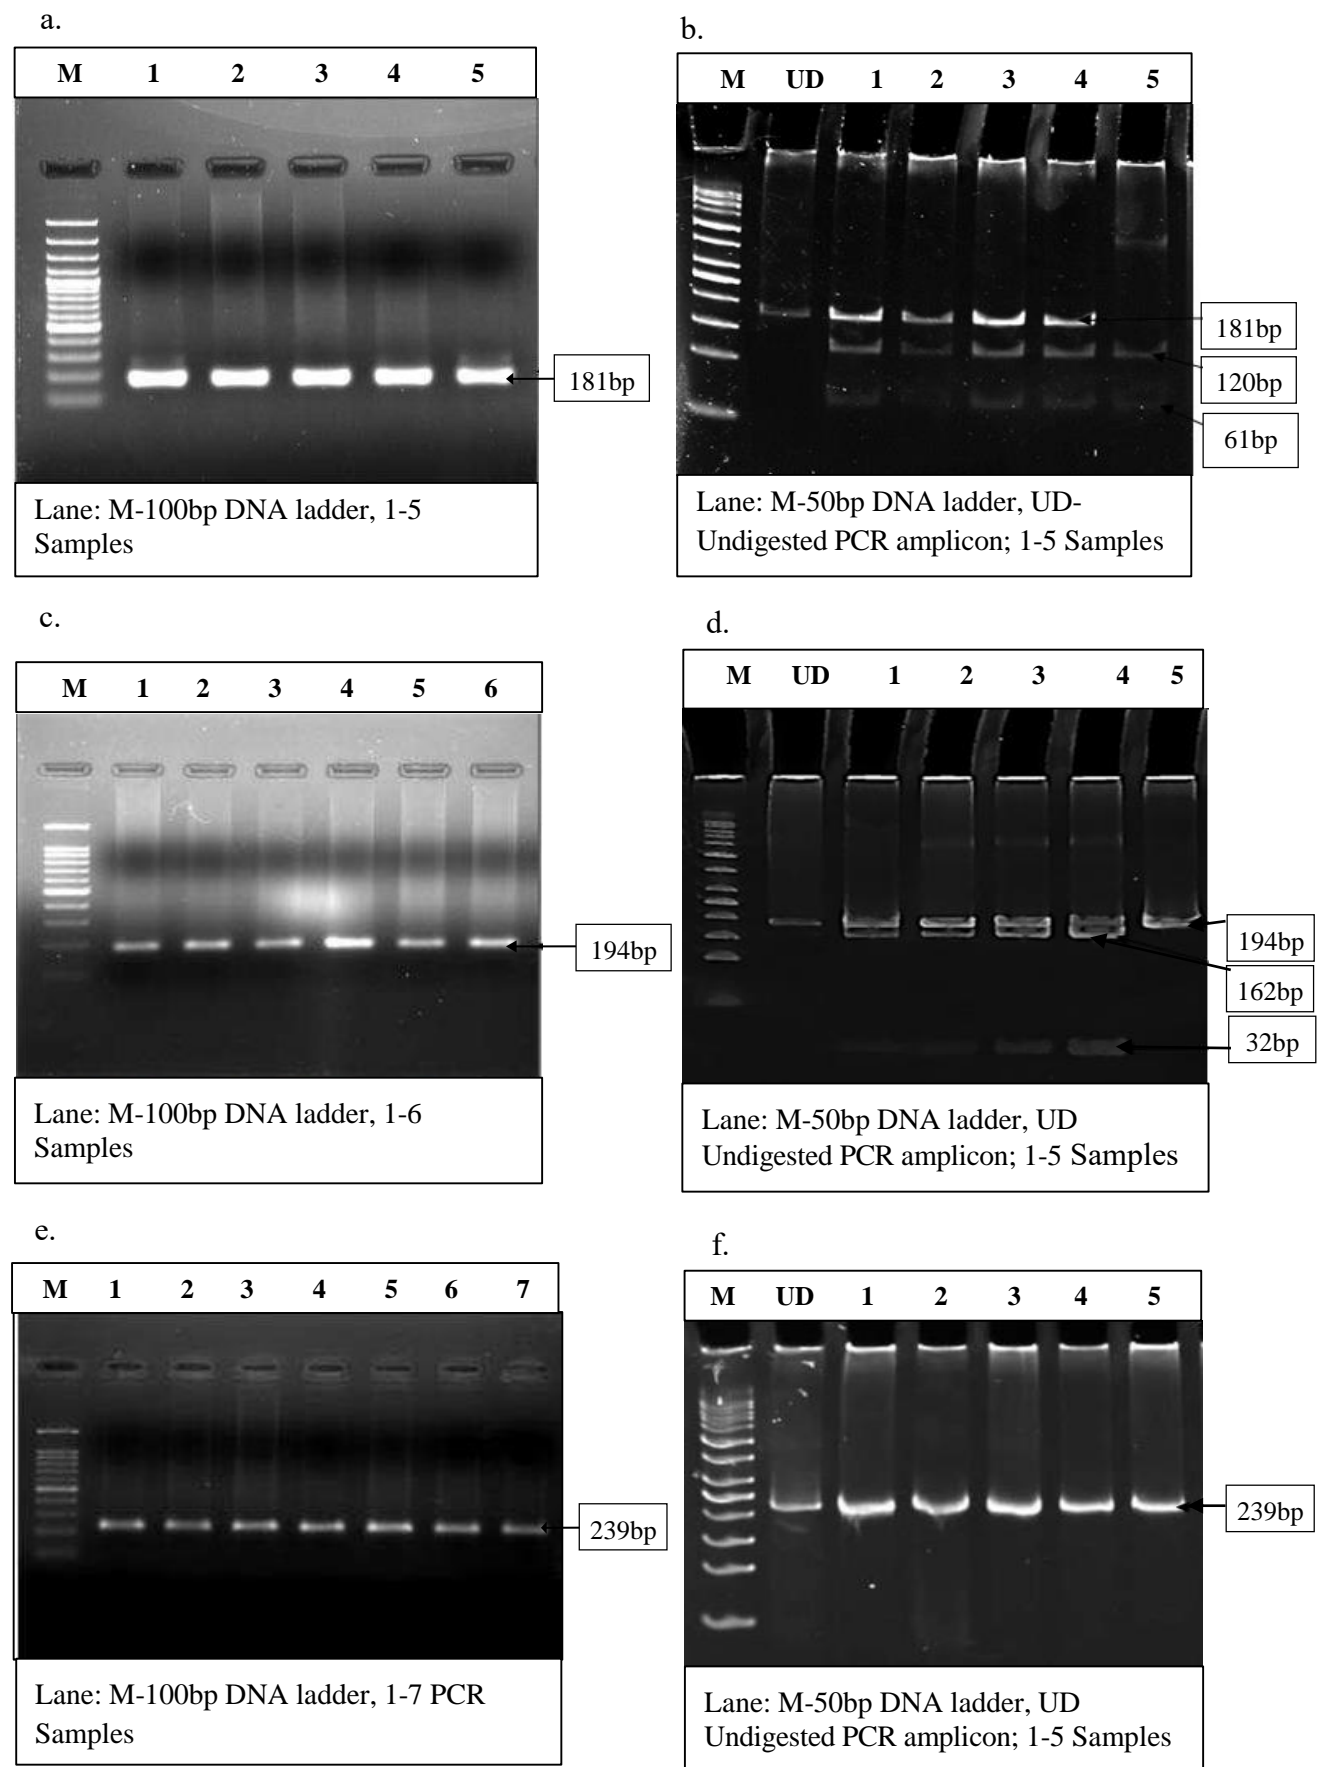 a.
M 1 2 3 4 5
181bp
Lane: M-100bp DNA ladder, 1-5
Samples
b.
M UD 1 2 3 4 5
181bp
120bp
61bp
Lane: M-50bp DNA ladder, UD-
Undigested PCR amplicon; 1-5 Samples
c.
M 1 2 3 4 5 6
194bp
Lane: M-100bp DNA ladder, 1-6
Samples
d.
M UD 1 2 3 4 5
194bp
162bp
32bp
Lane: M-50bp DNA ladder, UD
Undigested PCR amplicon; 1-5 Samples
e.
M 1 2 3 4 5 6 7
239bp
Lane: M-100bp DNA ladder, 1-7 PCR
Samples
f.
M UD 1 2 3 4 5
239bp
Lane: M-50bp DNA ladder, UD
Undigested PCR amplicon; 1-5 Samples